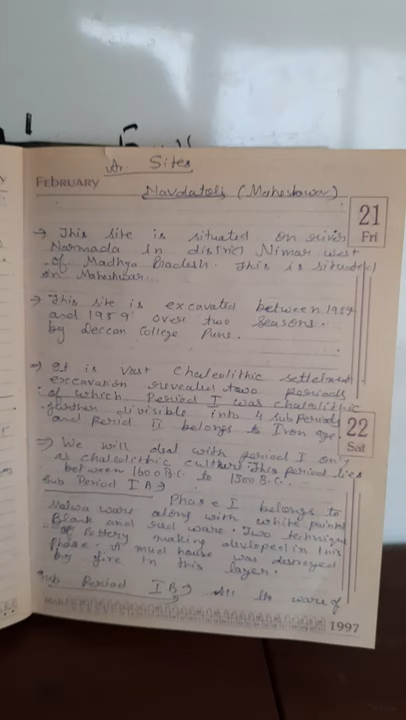 Ar. Sites
FEBRUARY
Navdatoli (Maheshwar)
21
Fri
→ This site is situated on river
Narmada in district Nimar west
of Madhya Pradesh. This is situated
on Maheshwar..
→ This site is excavated between 1957
and 1959 over two seasons.
by Deccan College Pune.
→ It is vast Chalcolithic settlement
excavation revealed two periods
of which Period I was chalcolithic
further divisible into 4 sub Periods
and period II belongs to Iron age.
22
Sat
⇒ We will deal with period I only
as chalcolithic culture. This period lies
between 1600 B.C. to 1300 B.C.
Sub Period I A →
Phase I belongs to
Malwa ware along with white painted
Black and red ware. Two technique
of Pottery making devloped in this
Phase. A mud house was destroyed
by fire in this layer.
Sub Period I B → All the ware of
1997